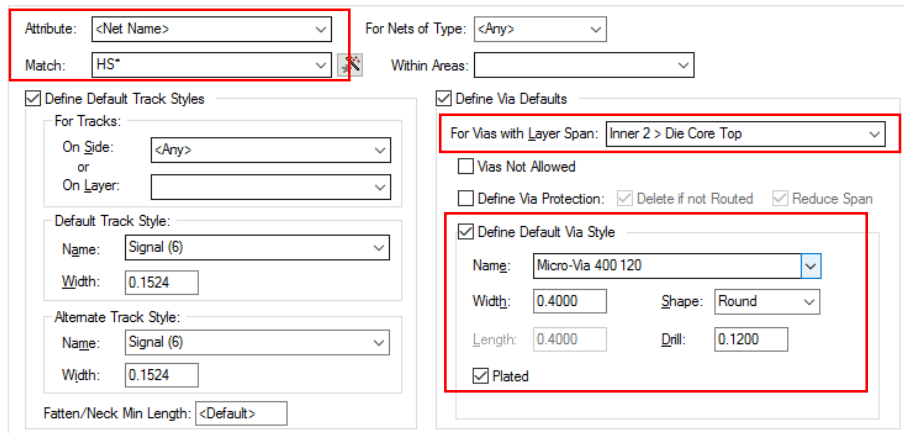 Attribute: <Net Name> For Nets of Type: <Any>
Match: HS* Within Areas:
Define Default Track Styles
For Tracks:
On Side: <Any>
or
On Layer:
Default Track Style:
Name: Signal (6)
Width: 0.1524
Alternate Track Style:
Name: Signal (6)
Width: 0.1524
Fatten/Neck Min Length: <Default>
Define Via Defaults
For Vias with Layer Span: Inner 2 > Die Core Top
Vias Not Allowed
Define Via Protection: Delete if not Routed Reduce Span
Define Default Via Style
Name: Micro-Via 400 120
Width: 0.4000 Shape: Round
Length: 0.4000 Drill: 0.1200
Plated